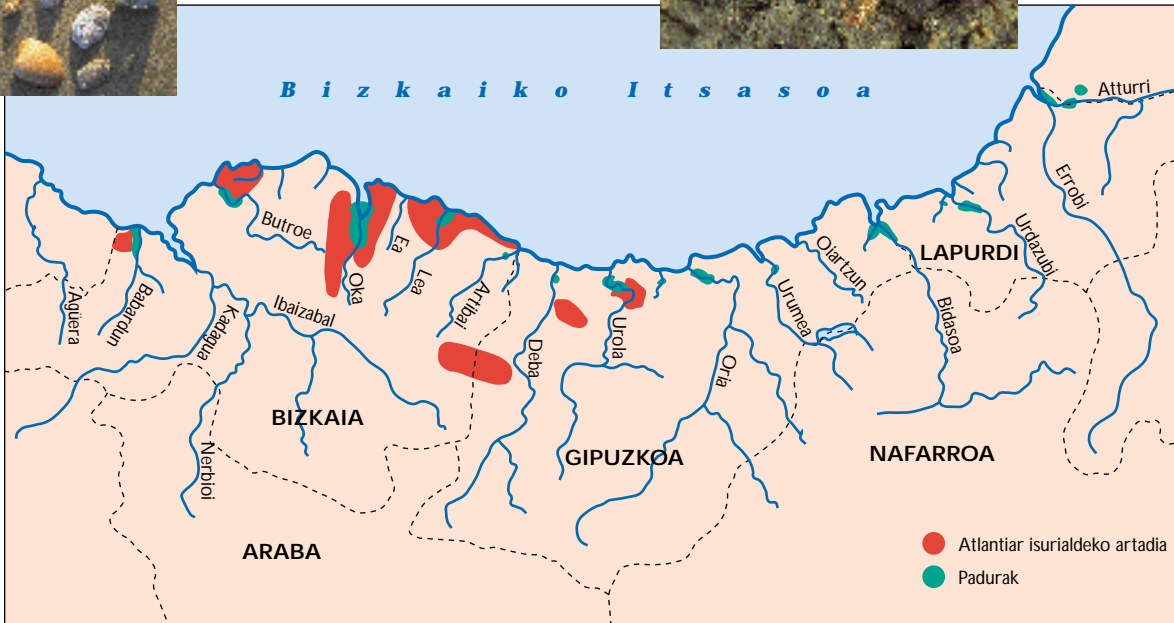 Bizkaiko Itsasoa
Atturri
Errobi
Butroe
Ea
Oka
Lea
Artibai
Oiartzun
LAPURDI
Urdazubi
Agüera
Babardun
Kadagua
Ibaizabal
Deba
Urola
Oria
Urumea
Bidasoa
BIZKAIA
Nerbioi
GIPUZKOA
NAFARROA
ARABA
Atlantiar isurialdeko artadia
Padurak